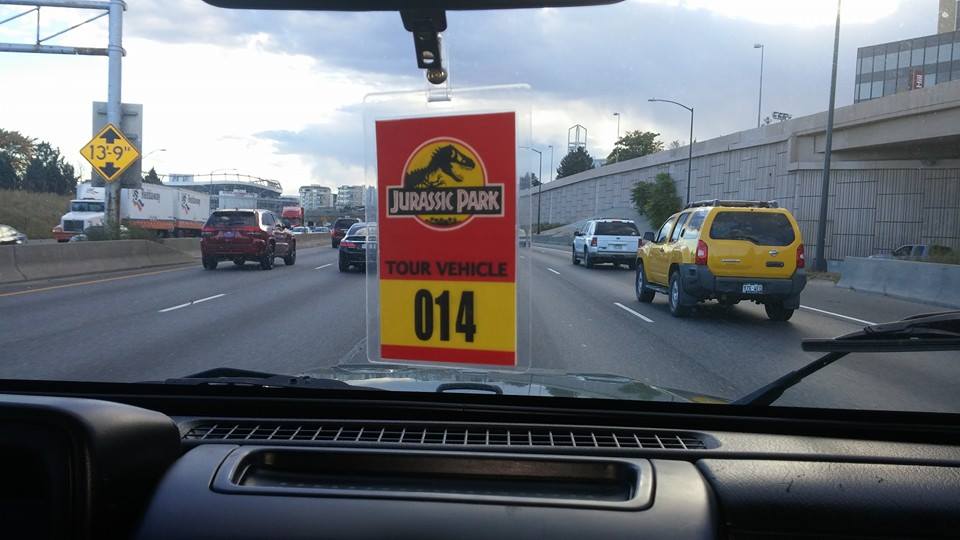 13'-9"
JURASSIC PARK
TOUR VEHICLE
014